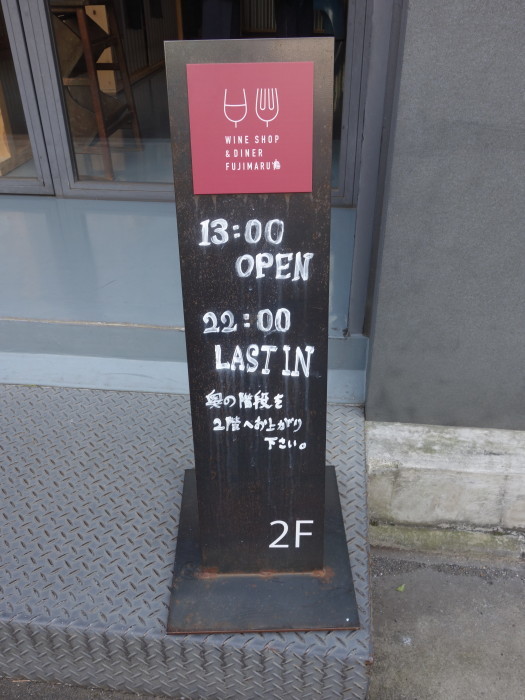 WINE SHOP
& DINER
FUJIMARU
13:00
OPEN
22:00
LAST IN
奥の階段を
2階へお上がり
下さい。
2F